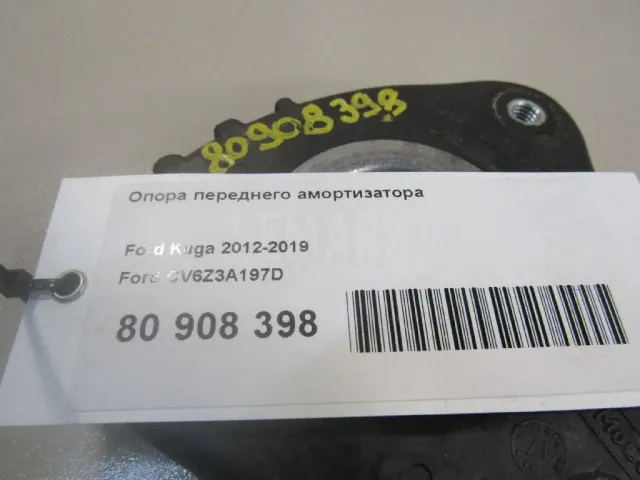 80908398
Опора переднего амортизатора
Ford Kuga 2012-2019
Ford CV6Z3A197D
80 908 398